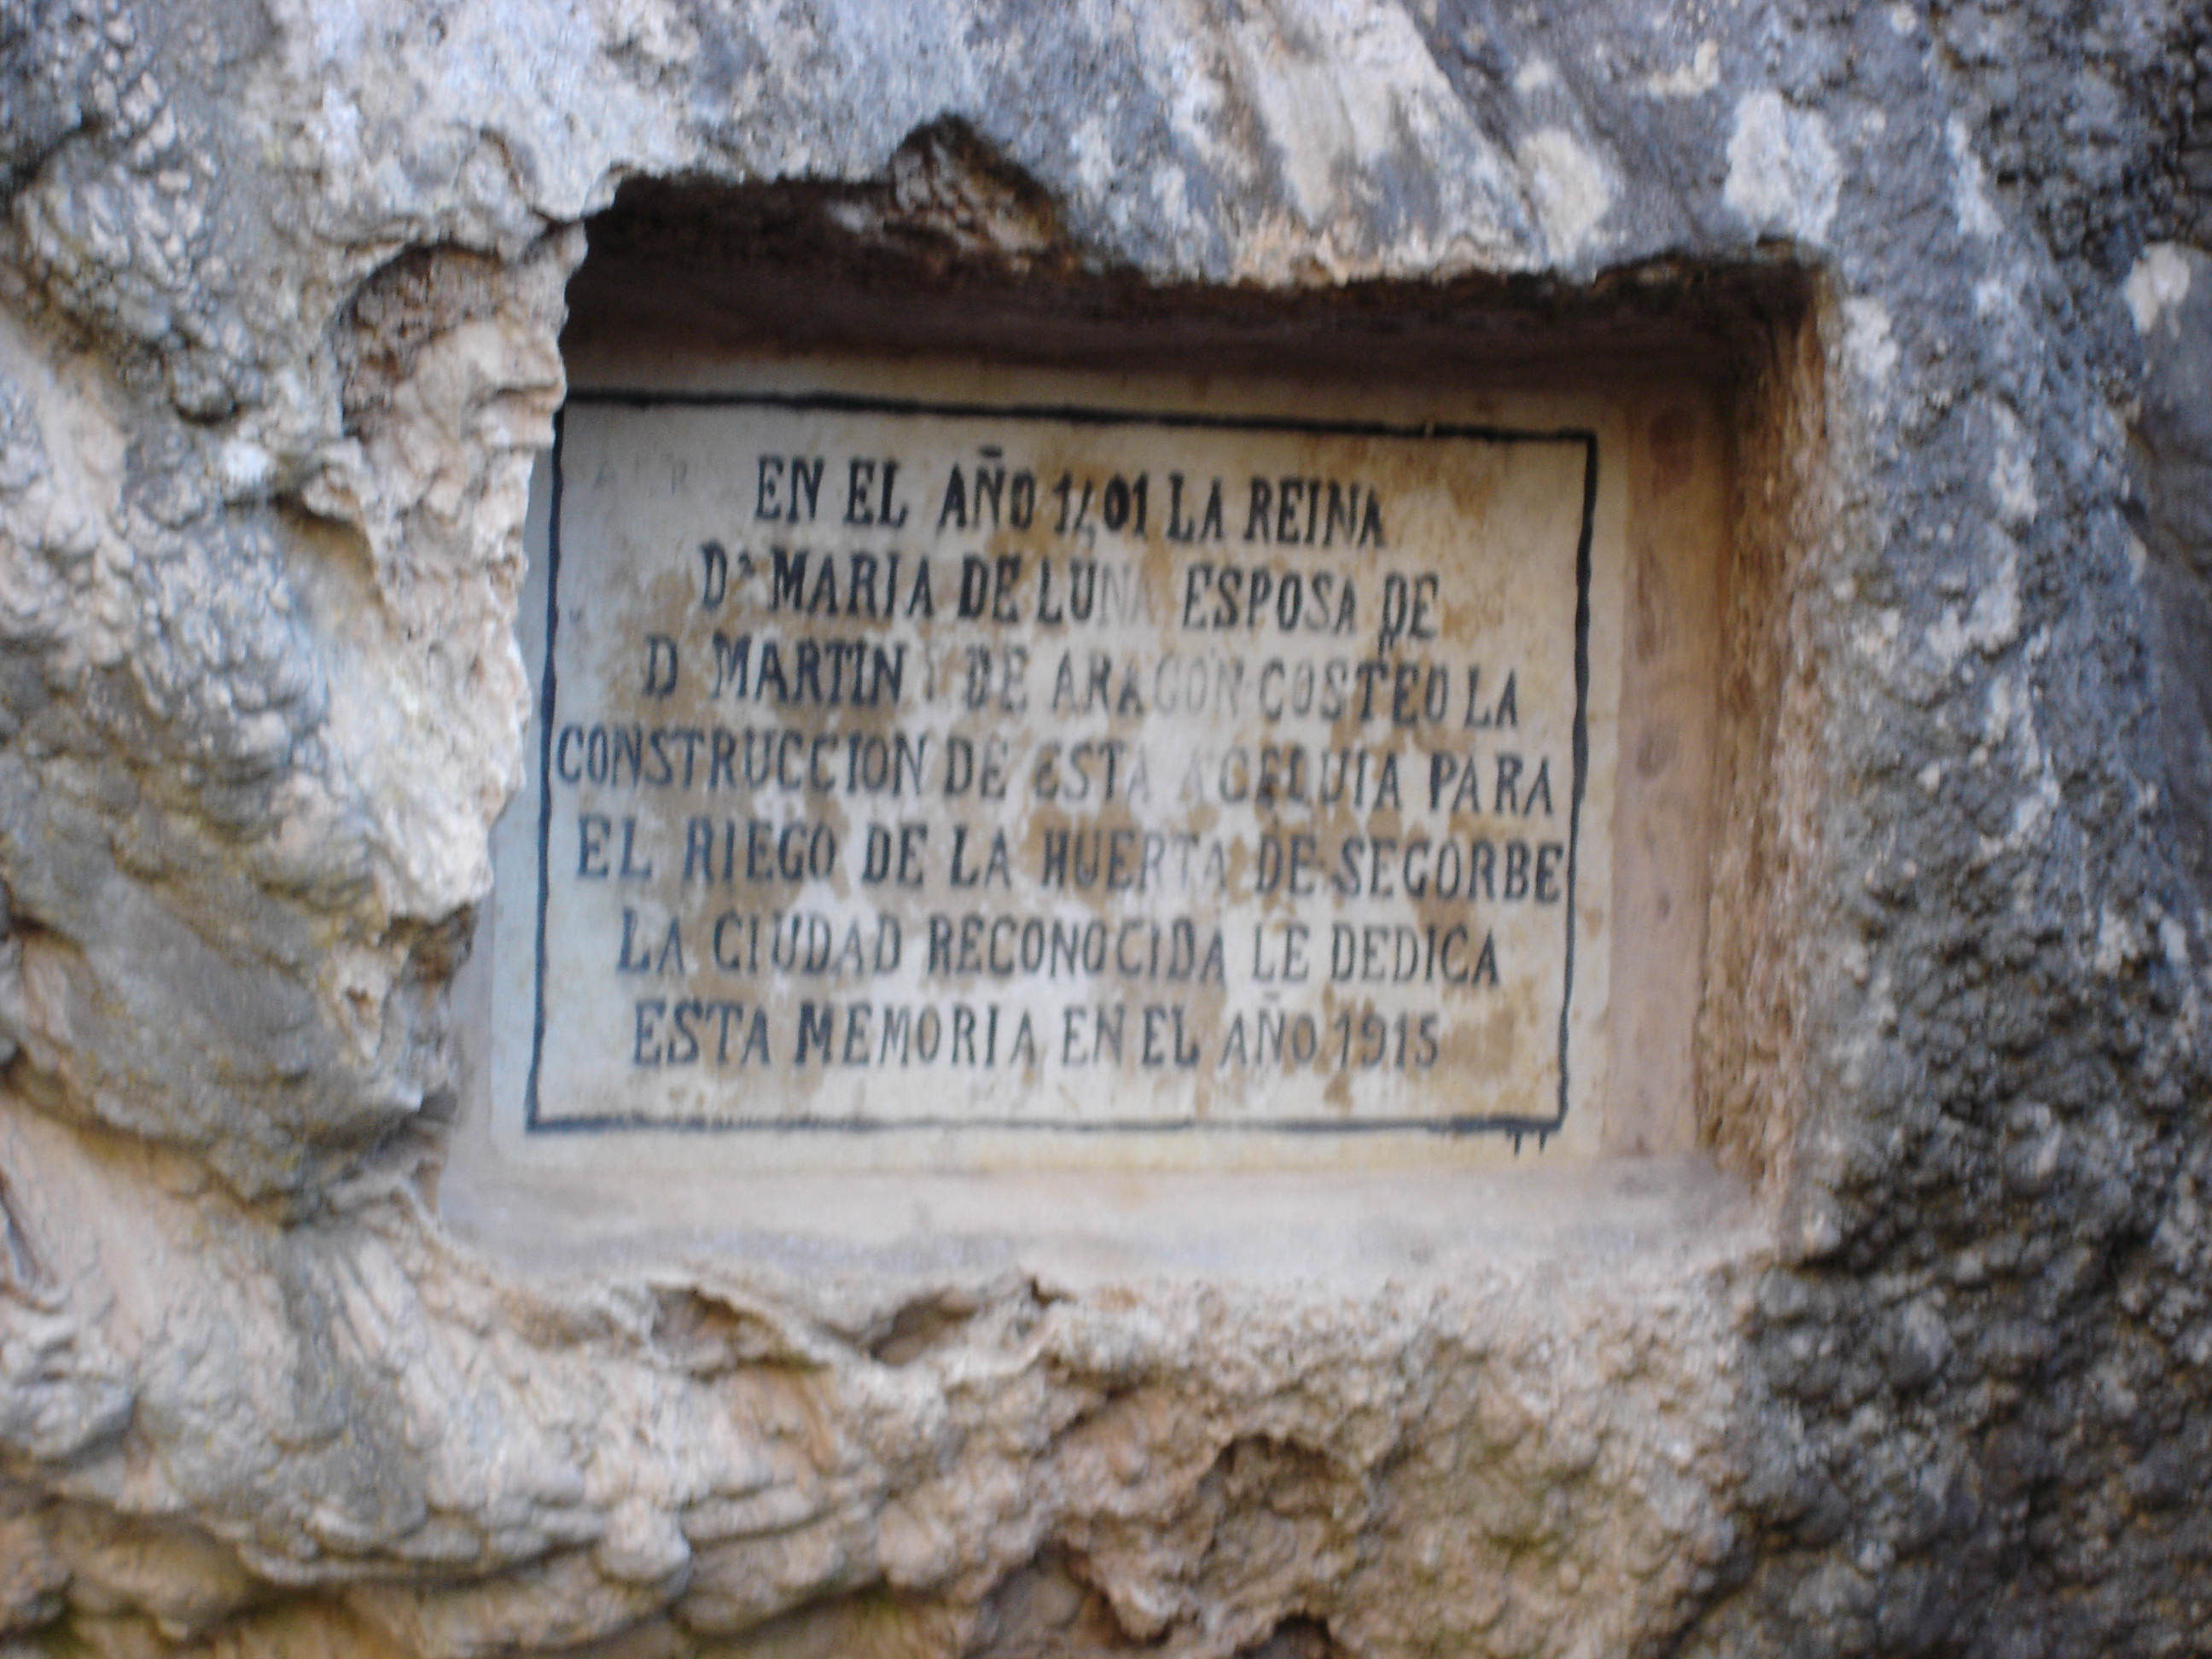 EN EL AÑO 1401 LA REINA
Dª MARIA DE LUNA ESPOSA DE
D MARTIN I DE ARAGON COSTEO LA
CONSTRUCCION DE ESTA PARA
EL RIEGO DE LA HUERTA DE SEGORBE
LA CIUDAD RECONOCIDA LE DEDICA
ESTA MEMORIA EN EL AÑO 1915